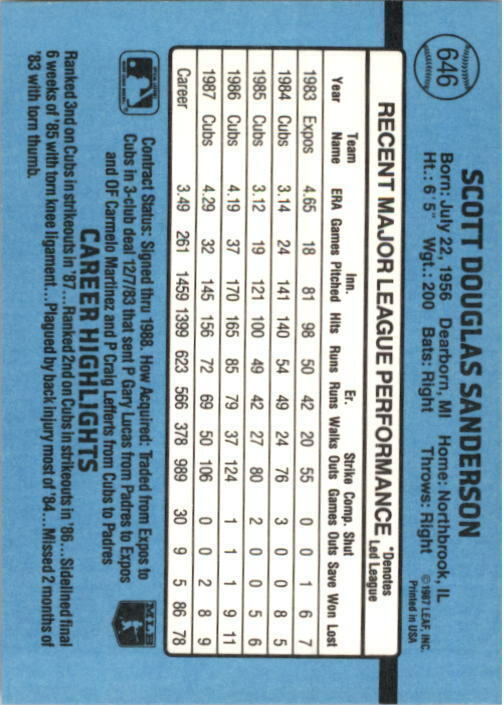 646
SCOTT DOUGLAS SANDERSON
Born: July 22, 1956 Dearborn, MI Home: Northbrook, IL
Ht.: 6'5" Wgt.: 200 Bats: Right Throws: Right
© 1987 LEAF, INC.
Printed in USA
RECENT MAJOR LEAGUE PERFORMANCE
*Denotes
Led League
Team Inn. Er. Strike Comp. Shut
Year Name ERA Games Pitched Hits Runs Runs Walks Outs Games Outs Save Won Lost
1983 Expos 4.65 18 81 98 50 42 20 55 0 0 1 6 7
1984 Cubs 3.14 24 141 140 54 49 24 76 3 0 0 8 5
1985 Cubs 3.12 19 121 100 49 42 27 80 2 0 0 5 6
1986 Cubs 4.19 37 170 165 85 79 37 124 1 1 1 9 11
1987 Cubs 4.29 32 145 156 72 69 50 106 0 0 2 8 9
Career 3.49 261 1459 1398 623 566 378 989 30 9 5 86 78
Contract Status: Signed thru 1988. How Acquired: Traded from Expos to
Cubs in 3-club deal 12/7/83 that sent P Gary Lucas from Padres to Expos
and OF Carmelo Martinez and P Craig Lefferts from Cubs to Padres
MLB
CAREER HIGHLIGHTS
Ranked 3rd on Cubs in strikeouts in '87 ... Ranked 2nd on Cubs in strikeouts in '86 ... Sidelined final
6 weeks of '85 with torn knee ligament ... Plagued by back injury most of '84 ... Missed 2 months of
'83 with torn thumb.